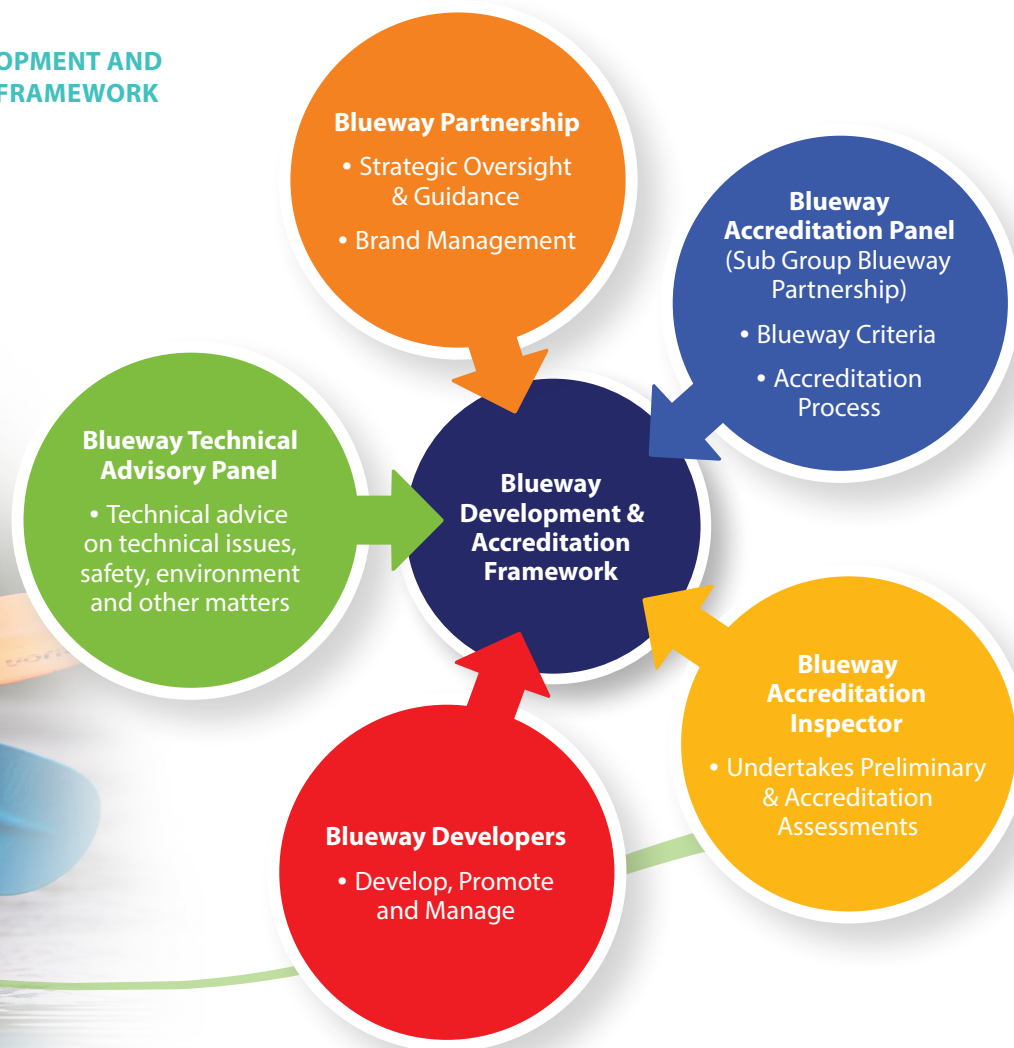 OPMENT AND
FRAMEWORK
Blueway Partnership
• Strategic Oversight
& Guidance
• Brand Management
Blueway
Accreditation Panel
(Sub Group Blueway
Partnership)
• Blueway Criteria
• Accreditation
Process
Blueway Technical
Advisory Panel
• Technical advice
on technical issues,
safety, environment
and other matters
Blueway
Development &
Accreditation
Framework
Blueway
Accreditation
Inspector
• Undertakes Preliminary
& Accreditation
Assessments
Blueway Developers
• Develop, Promote
and Manage